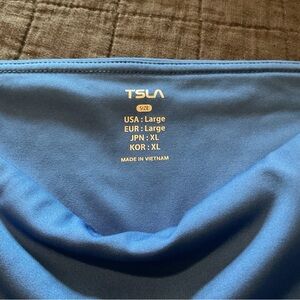 TSLA
SIZE
USA : Large
EUR : Large
JPN : XL
KOR : XL
MADE IN VIETNAM